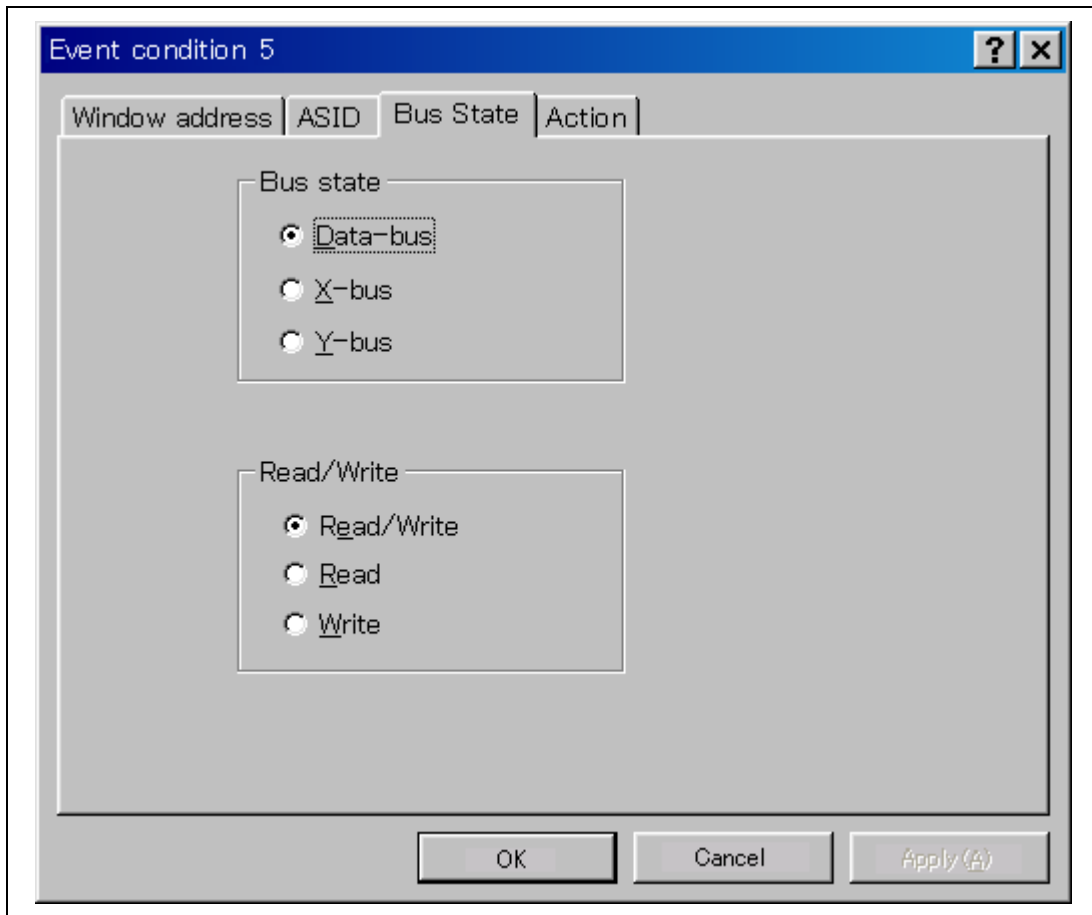 Event condition 5
Window address ASID Bus State Action
Bus state
Data-bus
X-bus
Y-bus
Read/Write
Read/Write
Read
Write
OK Cancel Apply(A)